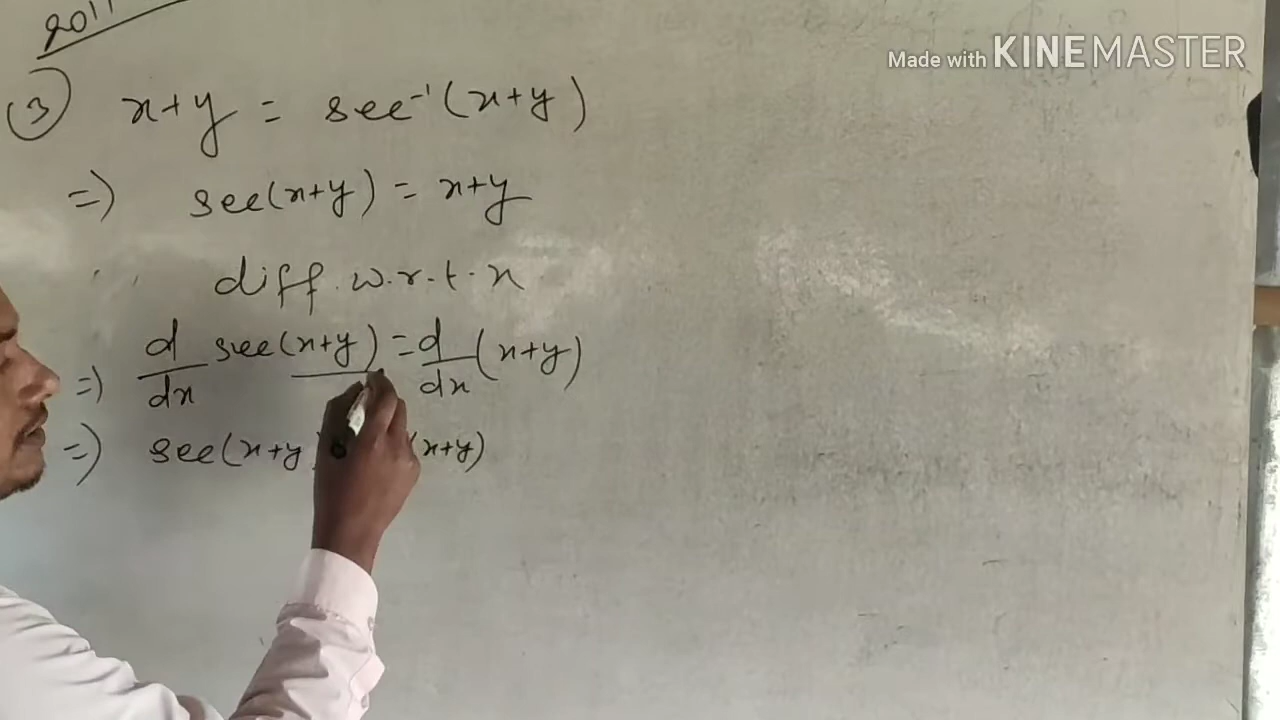 2011
Made with KINEMASTER
(3) x+y = sec⁻¹(x+y)
=) sec(x+y) = x+y
diff. w.r.t. x
=) d/dx sec(x+y) = d/dx (x+y)
=) sec(x+y) (x+y)